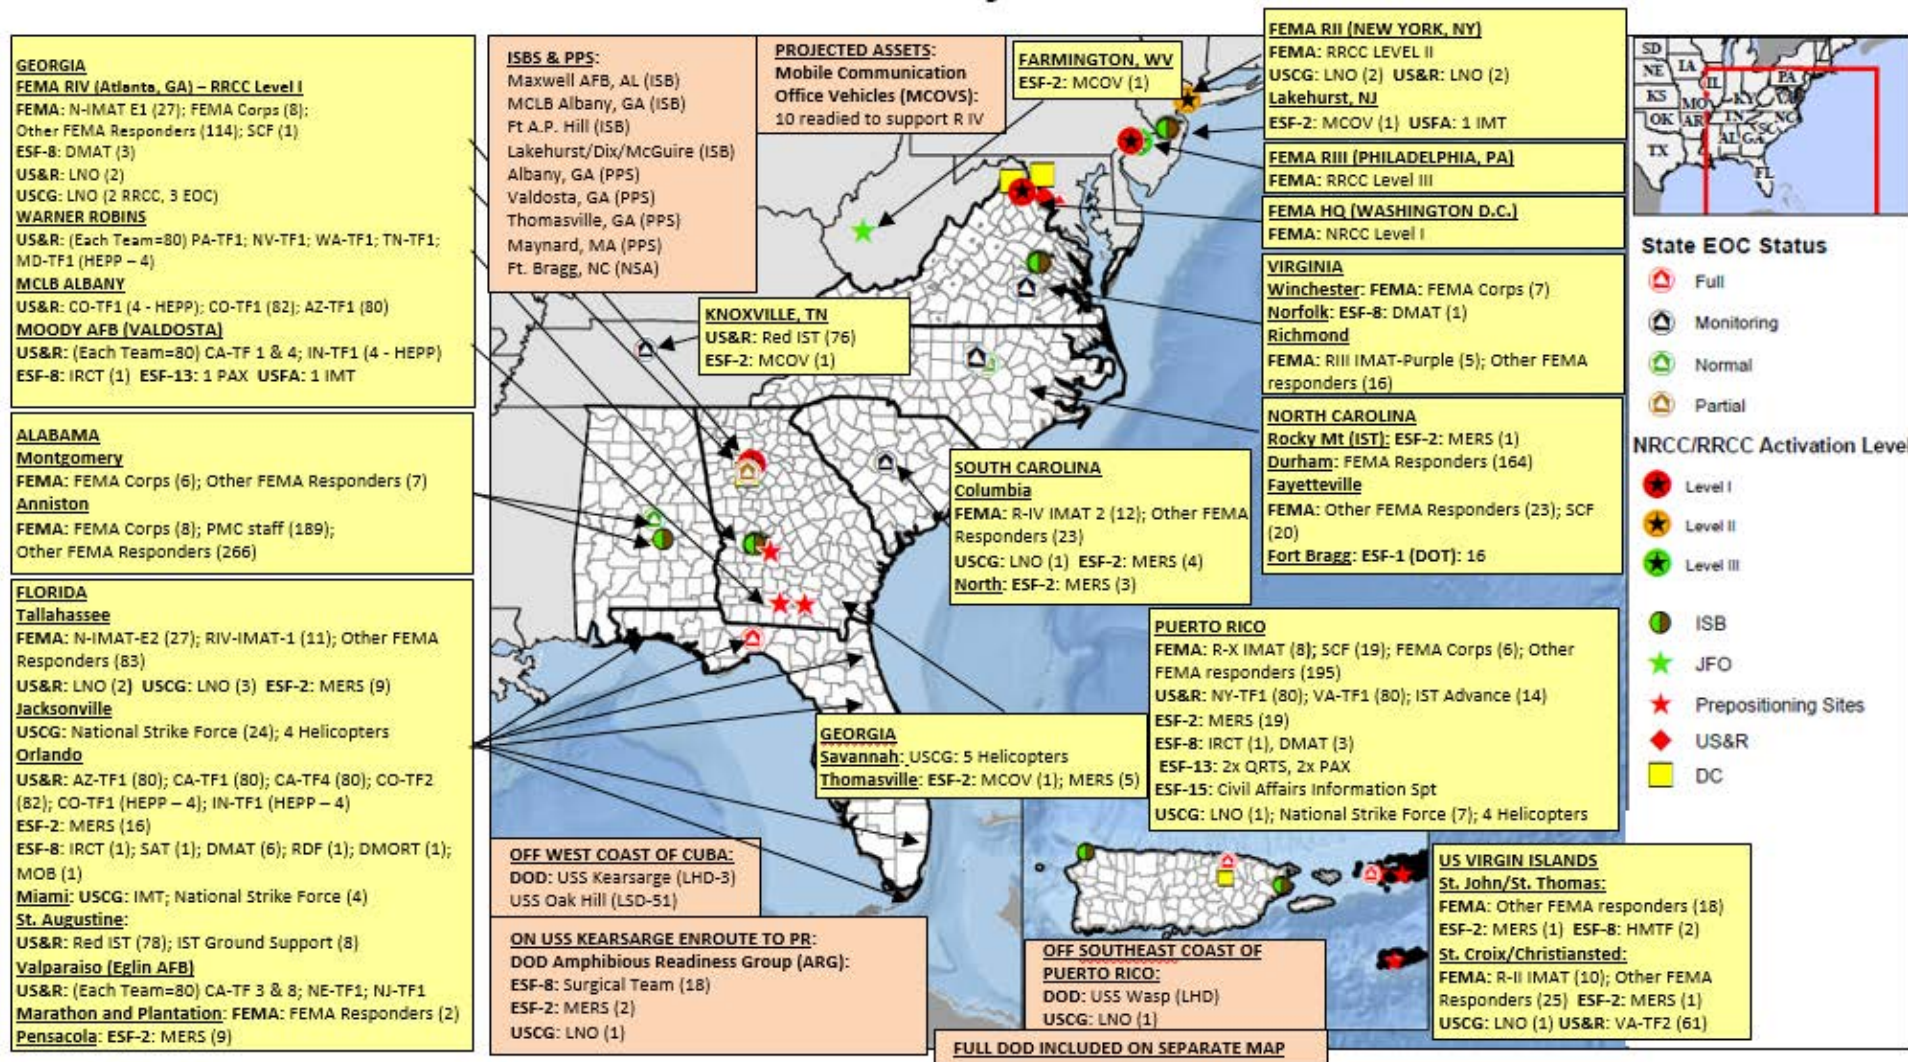 GEORGIA
FEMA RIV (Atlanta, GA) – RRCC Level I
FEMA: N-IMAT E1 (27); FEMA Corps (8);
Other FEMA Responders (114); SCF (1)
ESF-8: DMAT (3)
US&R: LNO (2)
USCG: LNO (2 RRCC, 3 EOC)
WARNER ROBINS
US&R: (Each Team=80) PA-TF1; NV-TF1; WA-TF1; TN-TF1;
MD-TF1 (HEPP – 4)
MCLB ALBANY
US&R: CO-TF1 (4 - HEPP); CO-TF1 (82); AZ-TF1 (80)
MOODY AFB (VALDOSTA)
US&R: (Each Team=80) CA-TF 1 & 4; IN-TF1 (4 - HEPP)
ESF-8: IRCT (1) ESF-13: 1 PAX USFA: 1 IMT
ALABAMA
Montgomery
FEMA: FEMA Corps (6); Other FEMA Responders (7)
Anniston
FEMA: FEMA Corps (8); PMC staff (189);
Other FEMA Responders (266)
FLORIDA
Tallahassee
FEMA: N-IMAT-E2 (27); RIV-IMAT-1 (11); Other FEMA
Responders (83)
US&R: LNO (2) USCG: LNO (3) ESF-2: MERS (9)
Jacksonville
USCG: National Strike Force (24); 4 Helicopters
Orlando
US&R: AZ-TF1 (80); CA-TF1 (80); CA-TF4 (80); CO-TF2
(82); CO-TF1 (HEPP – 4); IN-TF1 (HEPP – 4)
ESF-2: MERS (16)
ESF-8: IRCT (1); SAT (1); DMAT (6); RDF (1); DMORT (1);
MOB (1)
Miami: USCG: IMT; National Strike Force (4)
St. Augustine:
US&R: Red IST (78); IST Ground Support (8)
Valparaiso (Eglin AFB)
US&R: (Each Team=80) CA-TF 3 & 8; NE-TF1; NJ-TF1
Marathon and Plantation: FEMA: FEMA Responders (2)
Pensacola: ESF-2: MERS (9)
ISBS & PPS:
Maxwell AFB, AL (ISB)
MCLB Albany, GA (ISB)
Ft A.P. Hill (ISB)
Lakehurst/Dix/McGuire (ISB)
Albany, GA (PPS)
Valdosta, GA (PPS)
Thomasville, GA (PPS)
Maynard, MA (PPS)
Ft. Bragg, NC (NSA)
PROJECTED ASSETS:
Mobile Communication
Office Vehicles (MCOVS):
10 readied to support R IV
FARMINGTON, WV
ESF-2: MCOV (1)
KNOXVILLE, TN
US&R: Red IST (76)
ESF-2: MCOV (1)
SOUTH CAROLINA
Columbia
FEMA: R-IV IMAT 2 (12); Other FEMA
Responders (23)
USCG: LNO (1) ESF-2: MERS (4)
North: ESF-2: MERS (3)
GEORGIA
Savannah: USCG: 5 Helicopters
Thomasville: ESF-2: MCOV (1); MERS (5)
OFF WEST COAST OF CUBA:
DOD: USS Kearsarge (LHD-3)
USS Oak Hill (LSD-51)
ON USS KEARSARGE ENROUTE TO PR:
DOD Amphibious Readiness Group (ARG):
ESF-8: Surgical Team (18)
ESF-2: MERS (2)
USCG: LNO (1)
FEMA RII (NEW YORK, NY)
FEMA: RRCC LEVEL II
USCG: LNO (2) US&R: LNO (2)
Lakehurst, NJ
ESF-2: MCOV (1) USFA: 1 IMT
FEMA RIII (PHILADELPHIA, PA)
FEMA: RRCC Level III
FEMA HQ (WASHINGTON D.C.)
FEMA: NRCC Level I
VIRGINIA
Winchester: FEMA: FEMA Corps (7)
Norfolk: ESF-8: DMAT (1)
Richmond
FEMA: RIII IMAT-Purple (5); Other FEMA
responders (16)
NORTH CAROLINA
Rocky Mt (IST): ESF-2: MERS (1)
Durham: FEMA Responders (164)
Fayetteville
FEMA: Other FEMA Responders (23); SCF
(20)
Fort Bragg: ESF-1 (DOT): 16
PUERTO RICO
FEMA: R-X IMAT (8); SCF (19); FEMA Corps (6); Other
FEMA responders (195)
US&R: NY-TF1 (80); VA-TF1 (80); IST Advance (14)
ESF-2: MERS (19)
ESF-8: IRCT (1), DMAT (3)
ESF-13: 2x QRTS, 2x PAX
ESF-15: Civil Affairs Information Spt
USCG: LNO (1); National Strike Force (7); 4 Helicopters
OFF SOUTHEAST COAST OF
PUERTO RICO:
DOD: USS Wasp (LHD)
USCG: LNO (1)
FULL DOD INCLUDED ON SEPARATE MAP
US VIRGIN ISLANDS
St. John/St. Thomas:
FEMA: Other FEMA responders (18)
ESF-2: MERS (1) ESF-8: HMTF (2)
St. Croix/Christiansted:
FEMA: R-II IMAT (10); Other FEMA
Responders (25) ESF-2: MERS (1)
USCG: LNO (1) US&R: VA-TF2 (61)
SD
NE
IA
IL
PA
KS
MO
KY
VA
OK
AR
TN
NC
SC
TX
AL
GA
FL
State EOC Status
Full
Monitoring
Normal
Partial
NRCC/RRCC Activation Level
Level I
Level II
Level III
ISB
JFO
Prepositioning Sites
US&R
DC